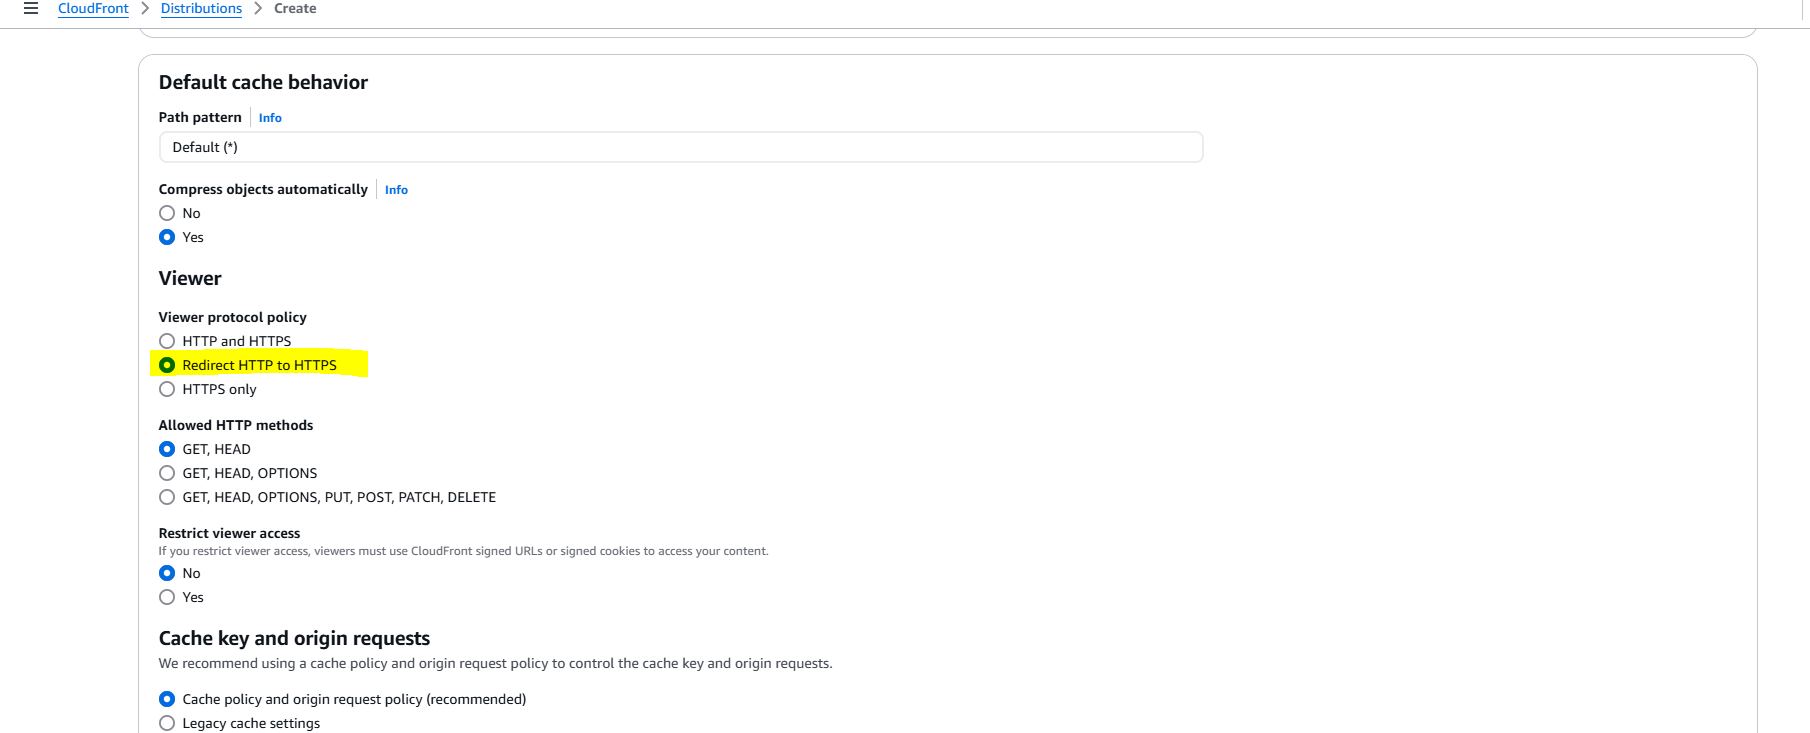 CloudFront > Distributions > Create
Default cache behavior
Path pattern | Info
Default (*)
Compress objects automatically | Info
No
Yes
Viewer
Viewer protocol policy
HTTP and HTTPS
Redirect HTTP to HTTPS
HTTPS only
Allowed HTTP methods
GET, HEAD
GET, HEAD, OPTIONS
GET, HEAD, OPTIONS, PUT, POST, PATCH, DELETE
Restrict viewer access
If you restrict viewer access, viewers must use CloudFront signed URLs or signed cookies to access your content.
No
Yes
Cache key and origin requests
We recommend using a cache policy and origin request policy to control the cache key and origin requests.
Cache policy and origin request policy (recommended)
Legacy cache settings